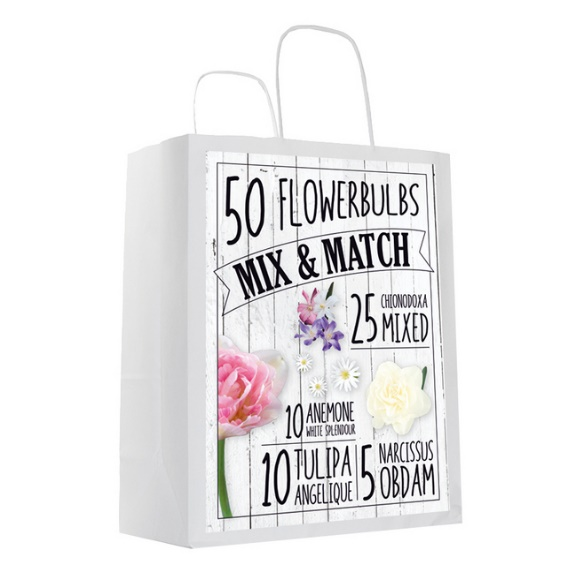 50 FLOWERBULBS
MIX & MATCH
25 CHIONODOXA
MIXED
10 ANEMONE
WHITE SPLENDOUR
10 TULIPA
ANGELIQUE
5 NARCISSUS
OBDAM